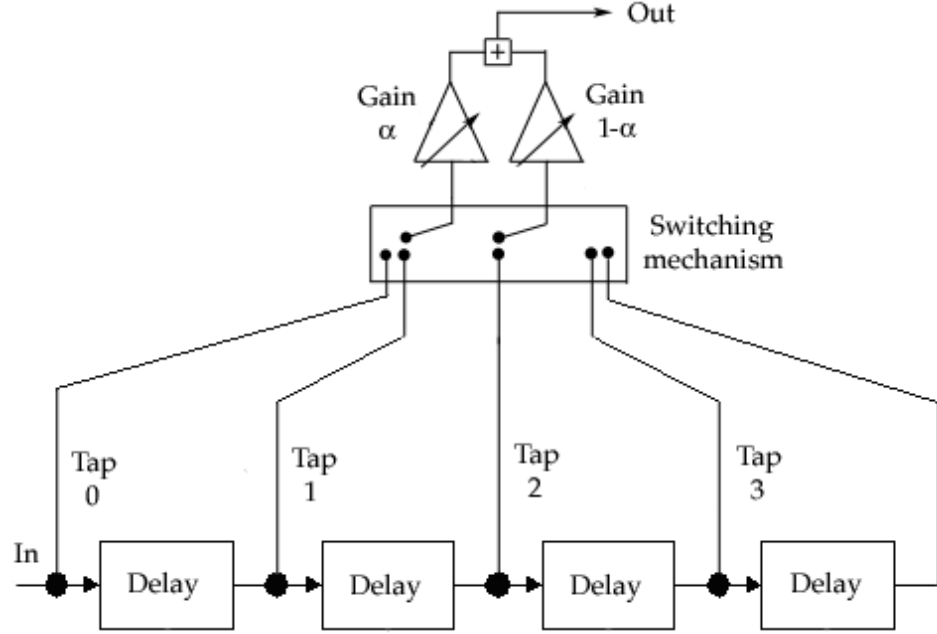 Out
+
Gain
α
Gain
1-α
Switching
mechanism
Tap
0
Tap
1
Tap
2
Tap
3
In
Delay
Delay
Delay
Delay